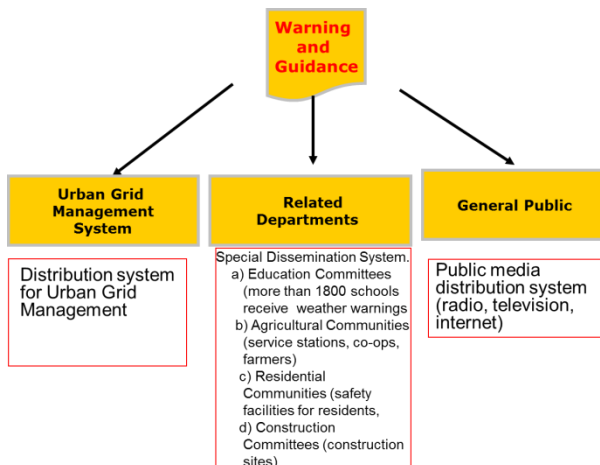 Warning
and
Guidance
Urban Grid
Management
System
Related
Departments
General Public
Distribution system
for Urban Grid
Management
Special Dissemination System.
a) Education Committees
(more than 1800 schools
receive weather warnings
b) Agricultural Communities
(service stations, co-ops,
farmers)
c) Residential
Communities (safety
facilities for residents,
d) Construction
Committees (construction
sites)
Public media
distribution system
(radio, television,
internet)